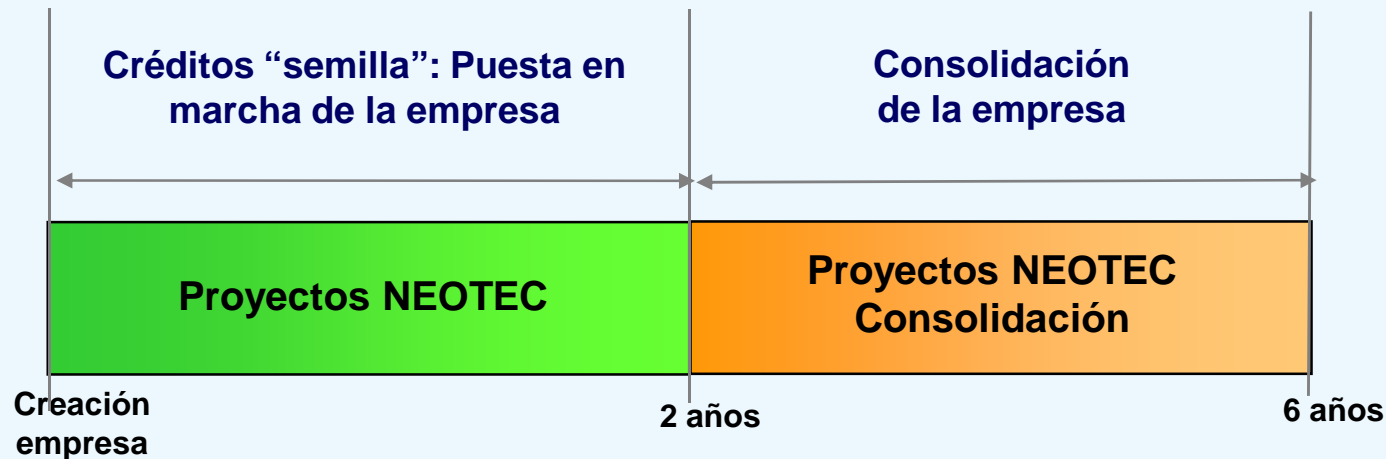 Créditos “semilla”: Puesta en
marcha de la empresa
Consolidación
de la empresa
Proyectos NEOTEC
Proyectos NEOTEC
Consolidación
Creación
empresa
2 años
6 años